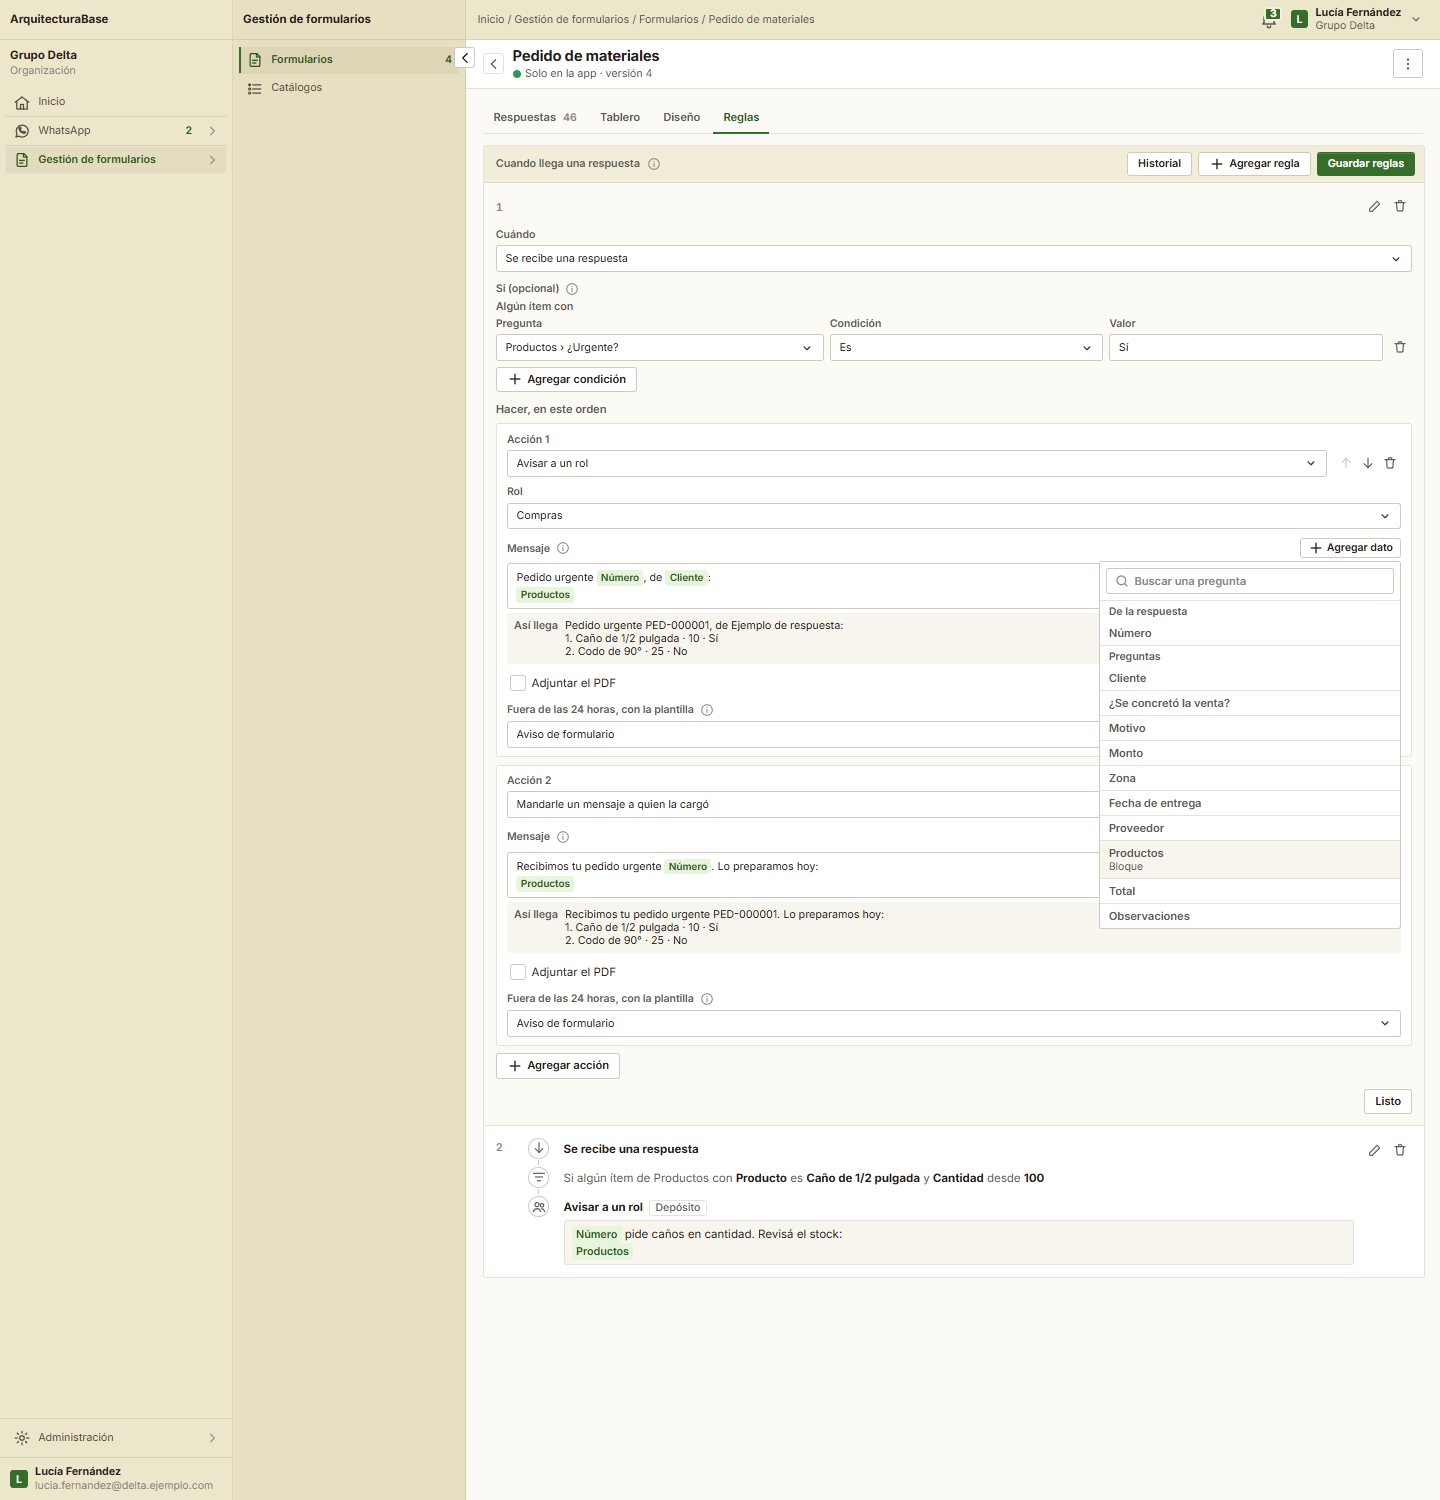 ArquitecturaBase
Grupo Delta
Organización
Inicio
WhatsApp 2
Gestión de formularios
Administración
L
Lucía Fernández
lucia.fernandez@delta.ejemplo.com
Gestión de formularios
Formularios 4
Catálogos
Inicio / Gestión de formularios / Formularios / Pedido de materiales
3
L
Lucía Fernández
Grupo Delta
Pedido de materiales
Solo en la app · versión 4
Respuestas 46 Tablero Diseño Reglas
Cuando llega una respuesta
Historial
Agregar regla
Guardar reglas
1
Cuándo
Se recibe una respuesta
Si (opcional)
Algún ítem con
Pregunta Condición Valor
Productos › ¿Urgente? Es Sí
Agregar condición
Hacer, en este orden
Acción 1
Avisar a un rol
Rol
Compras
Mensaje
Agregar dato
Pedido urgente Número, de Cliente:
Productos
Así llega Pedido urgente PED-000001, de Ejemplo de respuesta:
1. Caño de 1/2 pulgada · 10 · Sí
2. Codo de 90° · 25 · No
Adjuntar el PDF
Fuera de las 24 horas, con la plantilla
Aviso de formulario
Buscar una pregunta
De la respuesta
Número
Preguntas
Cliente
¿Se concretó la venta?
Motivo
Monto
Zona
Fecha de entrega
Proveedor
Productos
Bloque
Total
Observaciones
Acción 2
Mandarle un mensaje a quien la cargó
Mensaje
Recibimos tu pedido urgente Número. Lo preparamos hoy:
Productos
Así llega Recibimos tu pedido urgente PED-000001. Lo preparamos hoy:
1. Caño de 1/2 pulgada · 10 · Sí
2. Codo de 90° · 25 · No
Adjuntar el PDF
Fuera de las 24 horas, con la plantilla
Aviso de formulario
Agregar acción
Listo
2
Se recibe una respuesta
Si algún ítem de Productos con Producto es Caño de 1/2 pulgada y Cantidad desde 100
Avisar a un rol Depósito
Número pide caños en cantidad. Revisá el stock:
Productos